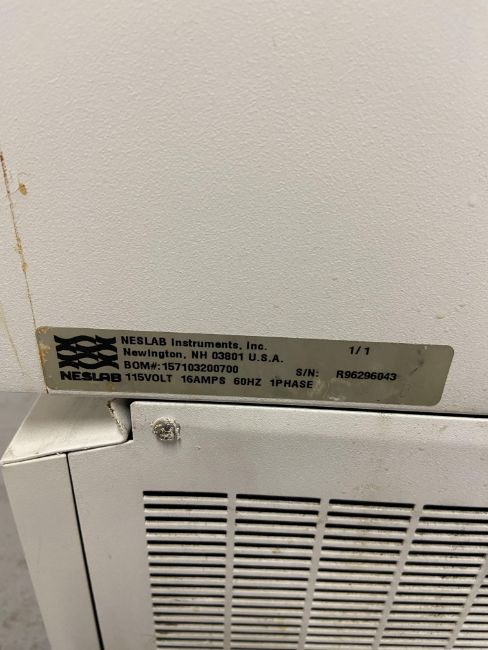 NESLAB Instruments, Inc. 1/1
Newington, NH 03801 U.S.A.
BOM#:157103200700 S/N: R96296043
NESLAB 115VOLT 16AMPS 60HZ 1PHASE